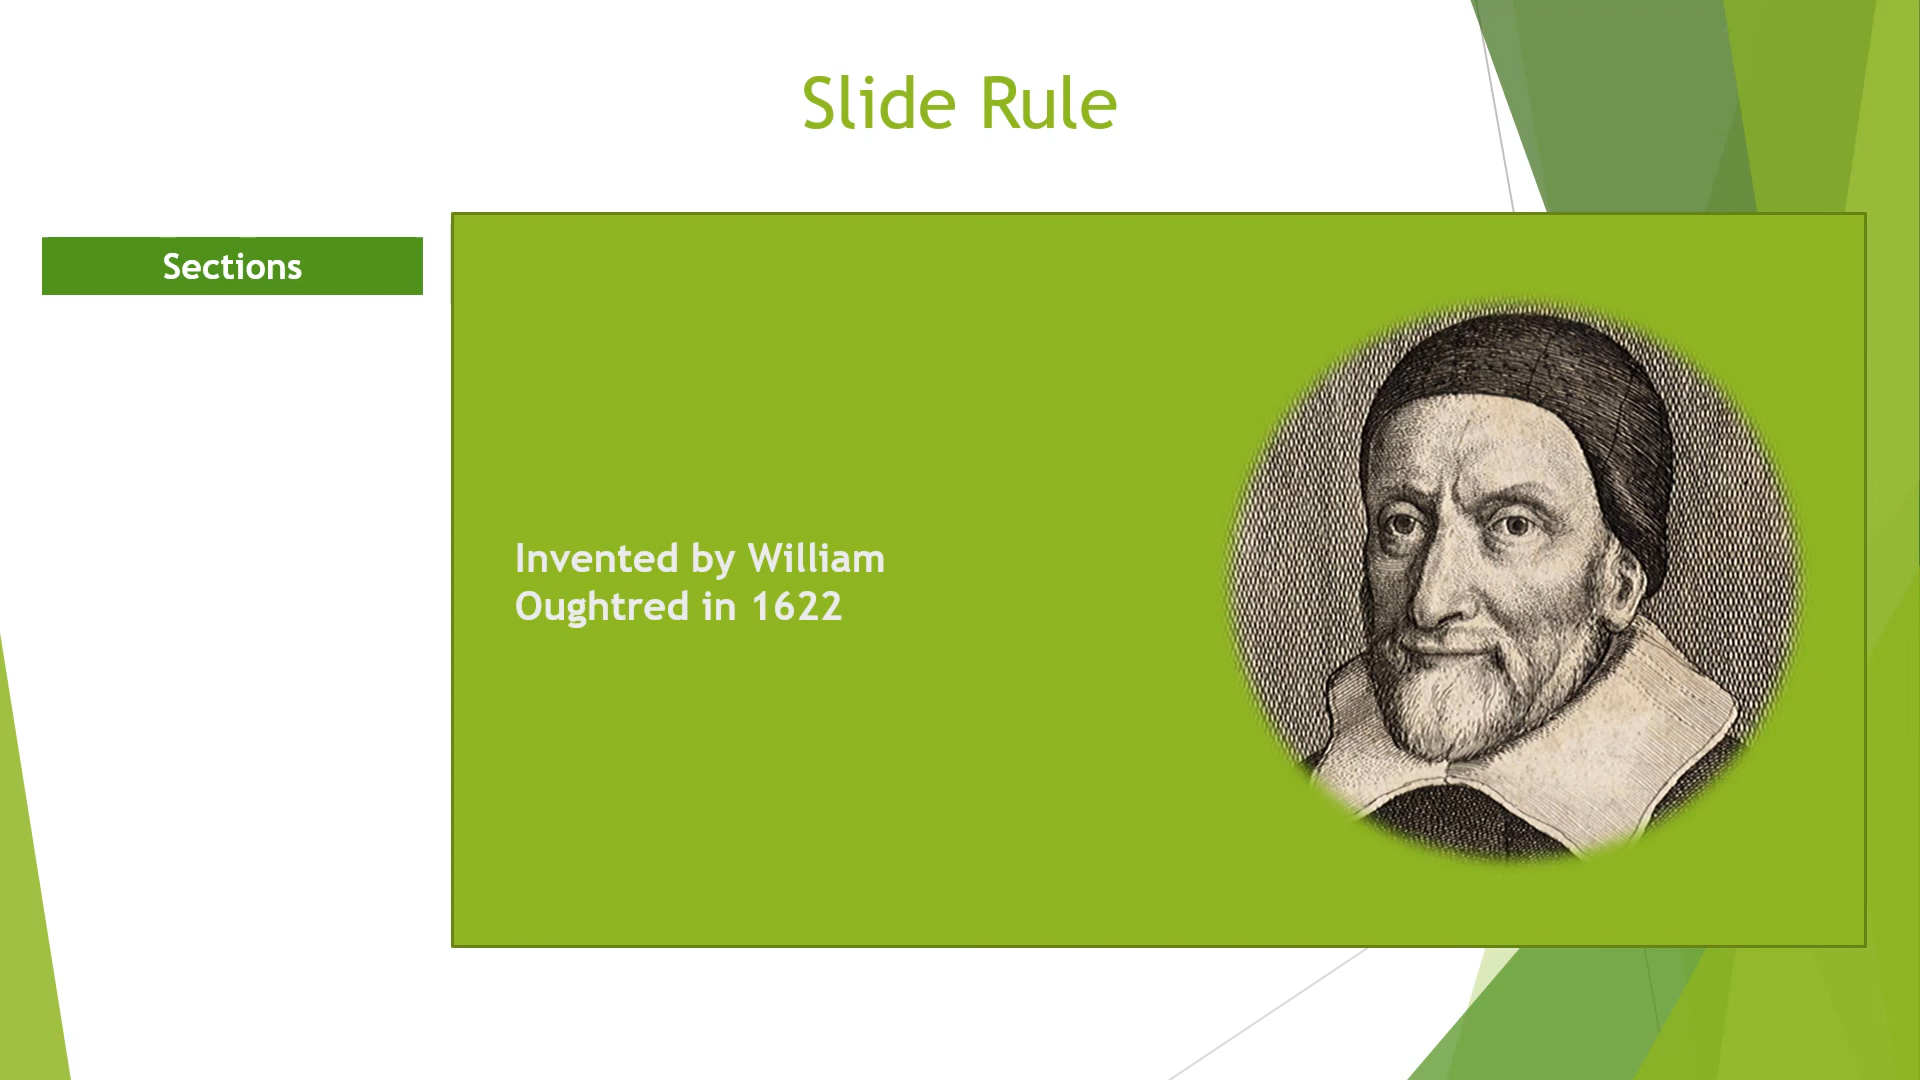 Slide Rule
Sections
Invented by William
Oughtred in 1622